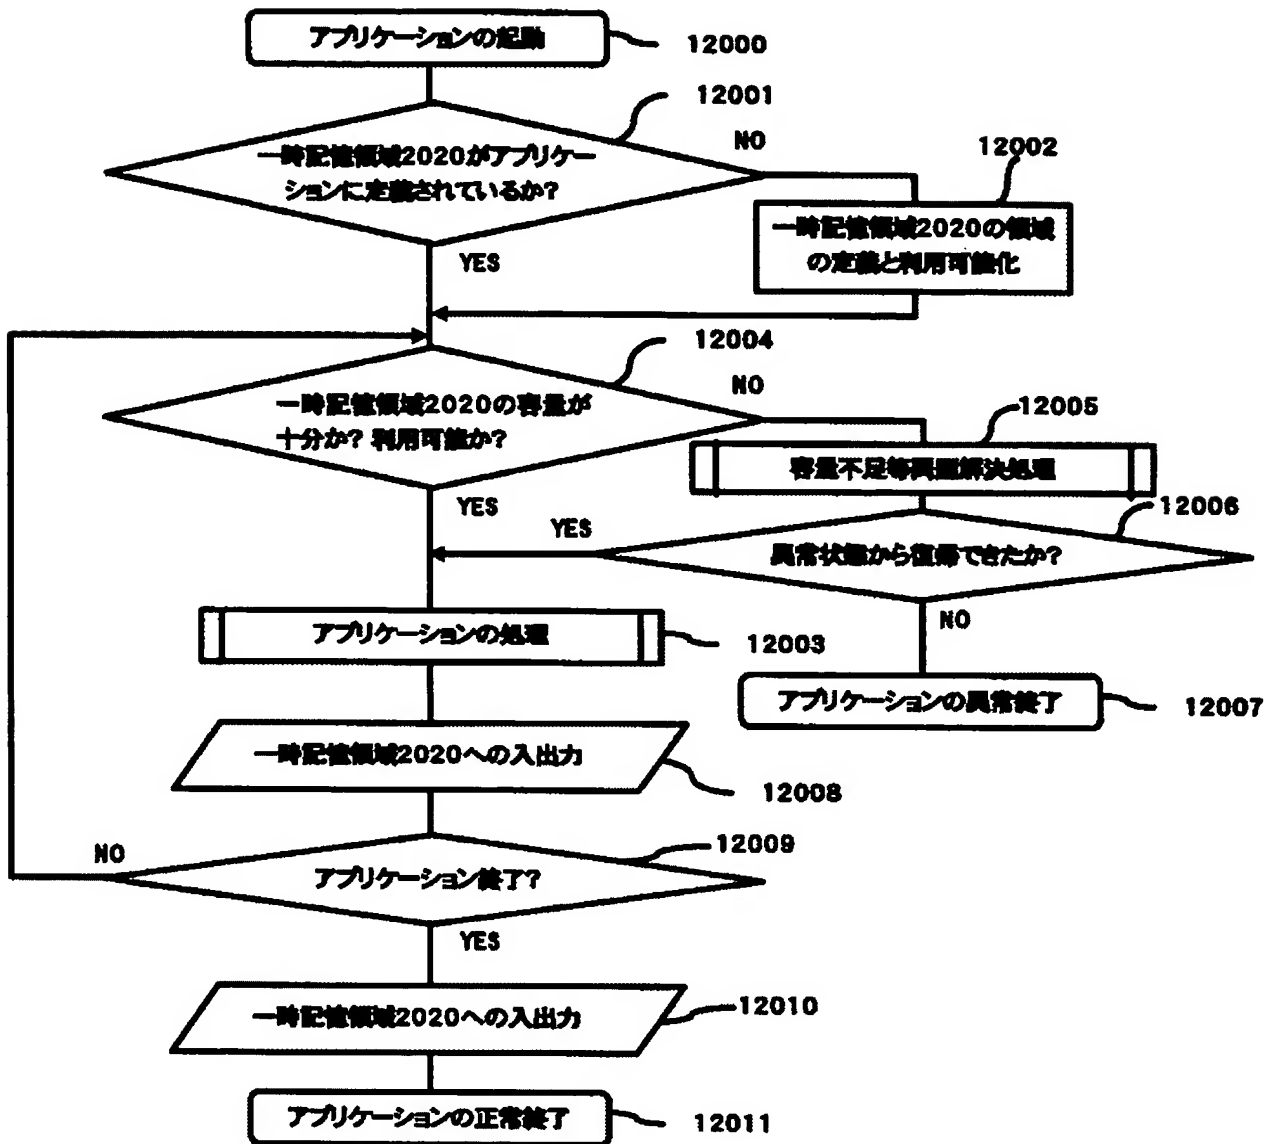 アプリケーションの起動
12000
12001
一時記憶領域2020がアプリケー
ションに定義されているか?
NO
12002
一時記憶領域2020の領域
の定義と利用可能化
YES
12004
一時記憶領域2020の容量が
十分か? 利用可能か?
NO
12005
容量不足等問題解決処理
YES
12006
異常状態から復帰できたか?
YES
NO
アプリケーションの処理
12003
アプリケーションの異常終了
12007
一時記憶領域2020への入出力
12008
12009
NO
アプリケーション終了?
YES
一時記憶領域2020への入出力
12010
アプリケーションの正常終了
12011